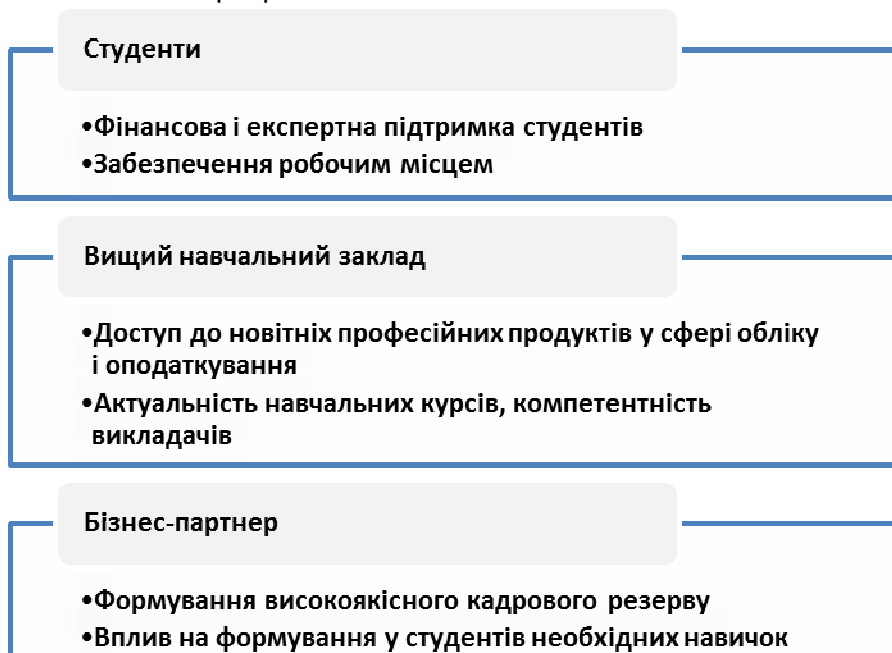 Студенти
•Фінансова і експертна підтримка студентів
•Забезпечення робочим місцем
Вищий навчальний заклад
•Доступ до новітніх професійних продуктів у сфері обліку
і оподаткування
•Актуальність навчальних курсів, компетентність
викладачів
Бізнес-партнер
•Формування високоякісного кадрового резерву
•Вплив на формування у студентів необхідних навичок